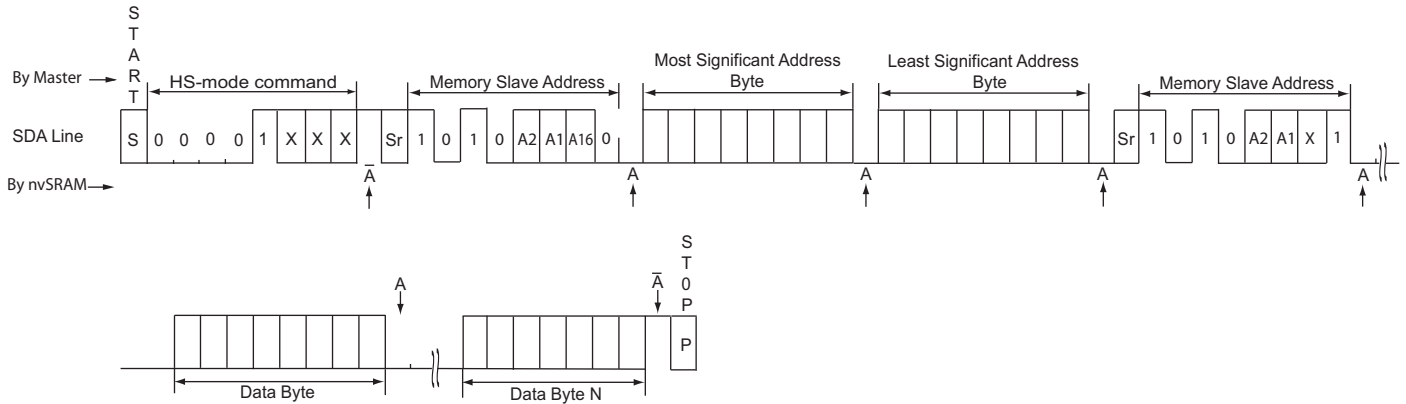 START
By Master
HS-mode command
Memory Slave Address
Most Significant Address
Byte
Least Significant Address
Byte
Memory Slave Address
SDA Line
S 0 0 0 0 1 X X X Sr 1 0 1 0 A2 A1 A16 0 Sr 1 0 1 0 A2 A1 X 1
By nvSRAM
A̅ A A A A
ST0P
A A̅
P
Data Byte
Data Byte N